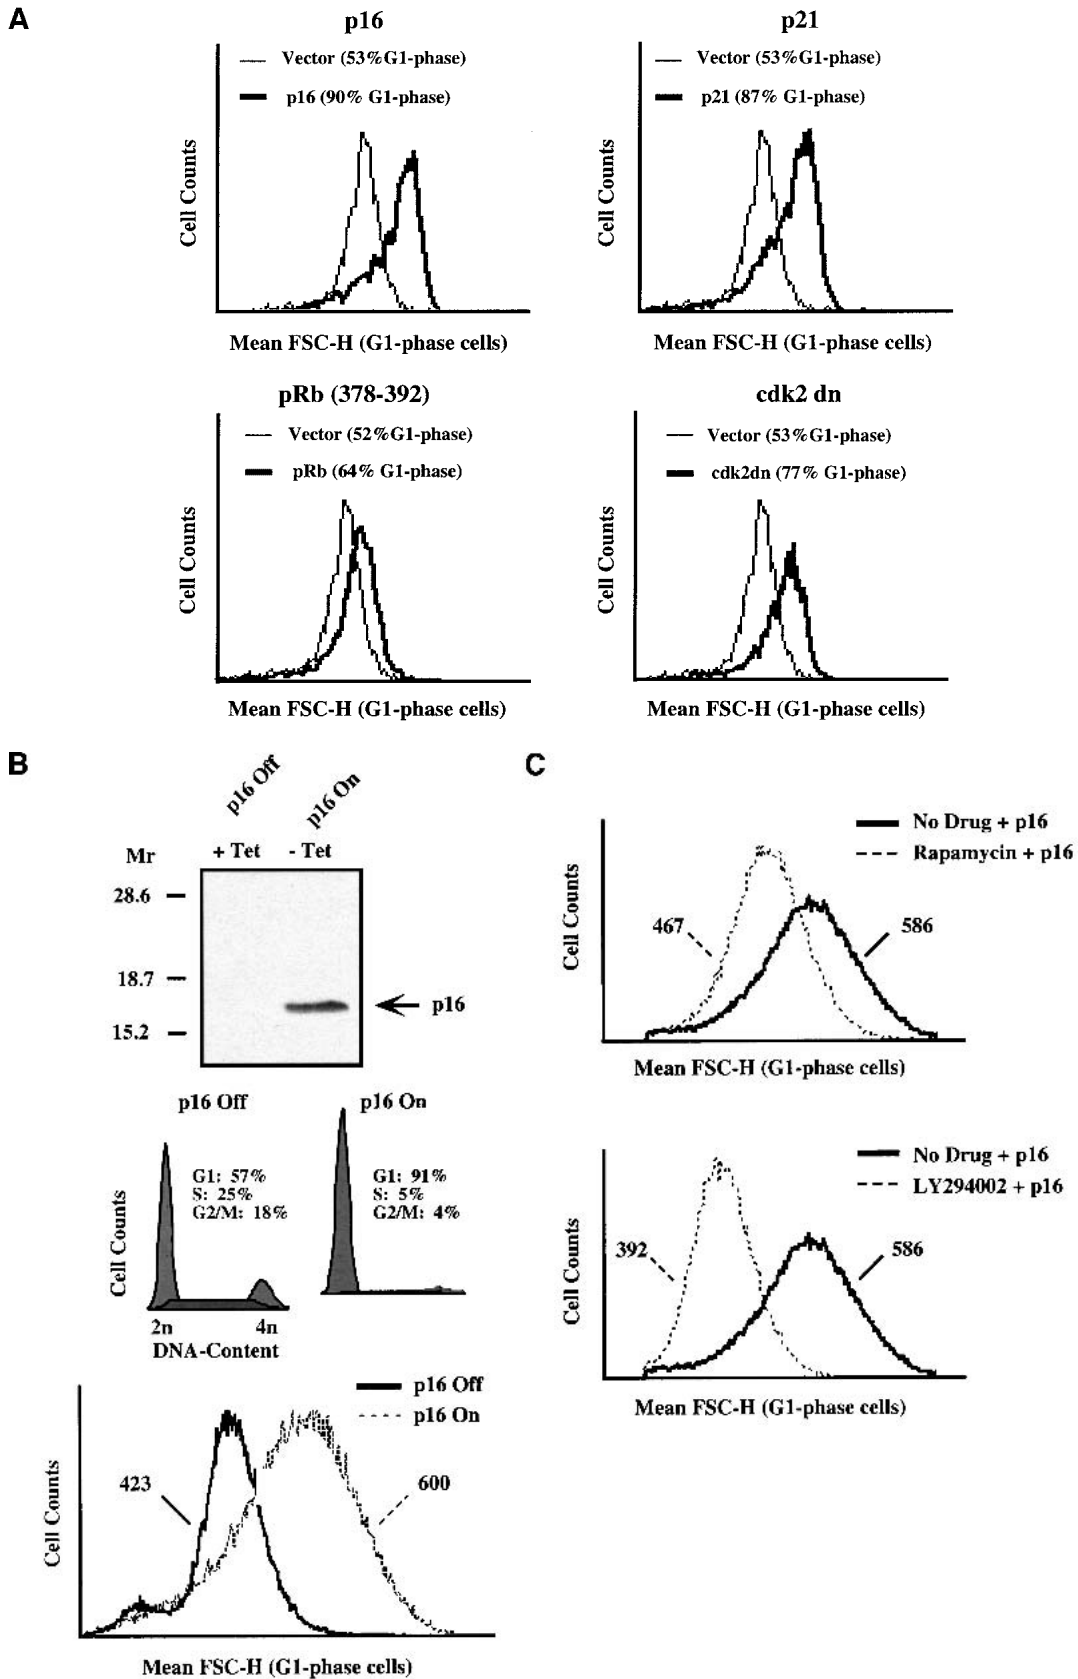 A
p16
Vector (53%G1-phase)
p16 (90% G1-phase)
Cell Counts
Mean FSC-H (G1-phase cells)
p21
Vector (53%G1-phase)
p21 (87% G1-phase)
Cell Counts
Mean FSC-H (G1-phase cells)
pRb (378-392)
Vector (52%G1-phase)
pRb (64% G1-phase)
Cell Counts
Mean FSC-H (G1-phase cells)
cdk2 dn
Vector (53%G1-phase)
cdk2dn (77% G1-phase)
Cell Counts
Mean FSC-H (G1-phase cells)
B
p16 Off
p16 On
Mr
+ Tet
- Tet
28.6
18.7
15.2
p16
p16 Off
G1: 57%
S: 25%
G2/M: 18%
p16 On
G1: 91%
S: 5%
G2/M: 4%
Cell Counts
2n
4n
DNA-Content
p16 Off
p16 On
423
600
Cell Counts
Mean FSC-H (G1-phase cells)
C
No Drug + p16
Rapamycin + p16
467
586
Cell Counts
Mean FSC-H (G1-phase cells)
No Drug + p16
LY294002 + p16
392
586
Cell Counts
Mean FSC-H (G1-phase cells)